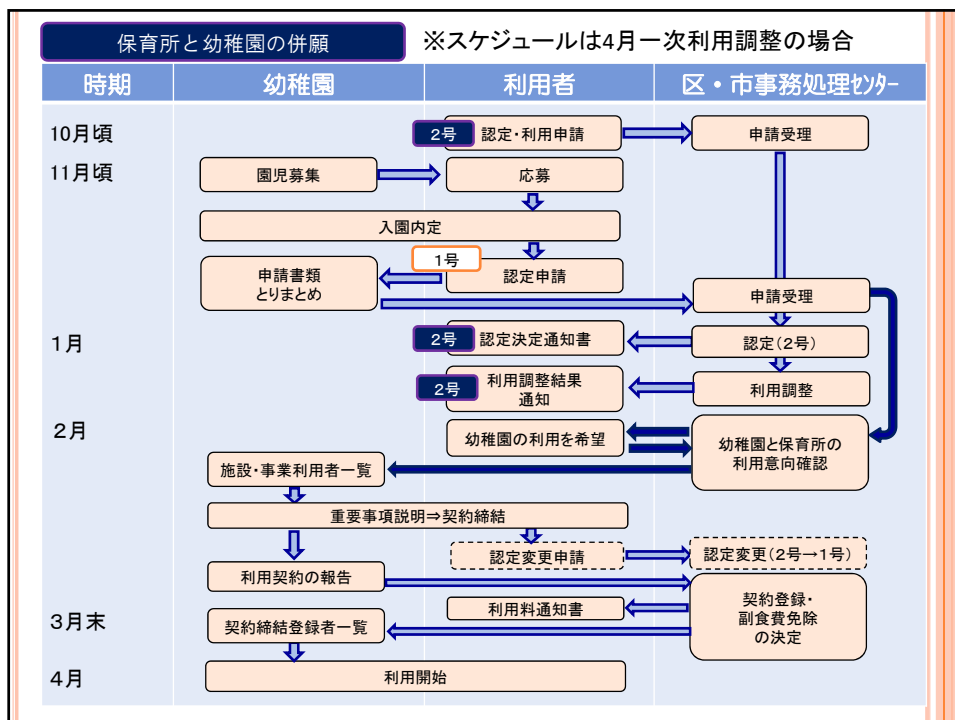 保育所と幼稚園の併願
※スケジュールは4月一次利用調整の場合
時期
幼稚園
利用者
区・市事務処理ｾﾝﾀｰ
10月頃
2号
認定・利用申請
申請受理
11月頃
園児募集
応募
入園内定
1号
申請書類
とりまとめ
認定申請
申請受理
1月
2号
認定決定通知書
認定(2号)
2号
利用調整結果
通知
利用調整
2月
幼稚園の利用を希望
幼稚園と保育所の
利用意向確認
施設・事業利用者一覧
重要事項説明⇒契約締結
認定変更申請
認定変更(2号→1号)
利用契約の報告
契約登録・
副食費免除
の決定
利用料通知書
3月末
契約締結登録者一覧
4月
利用開始